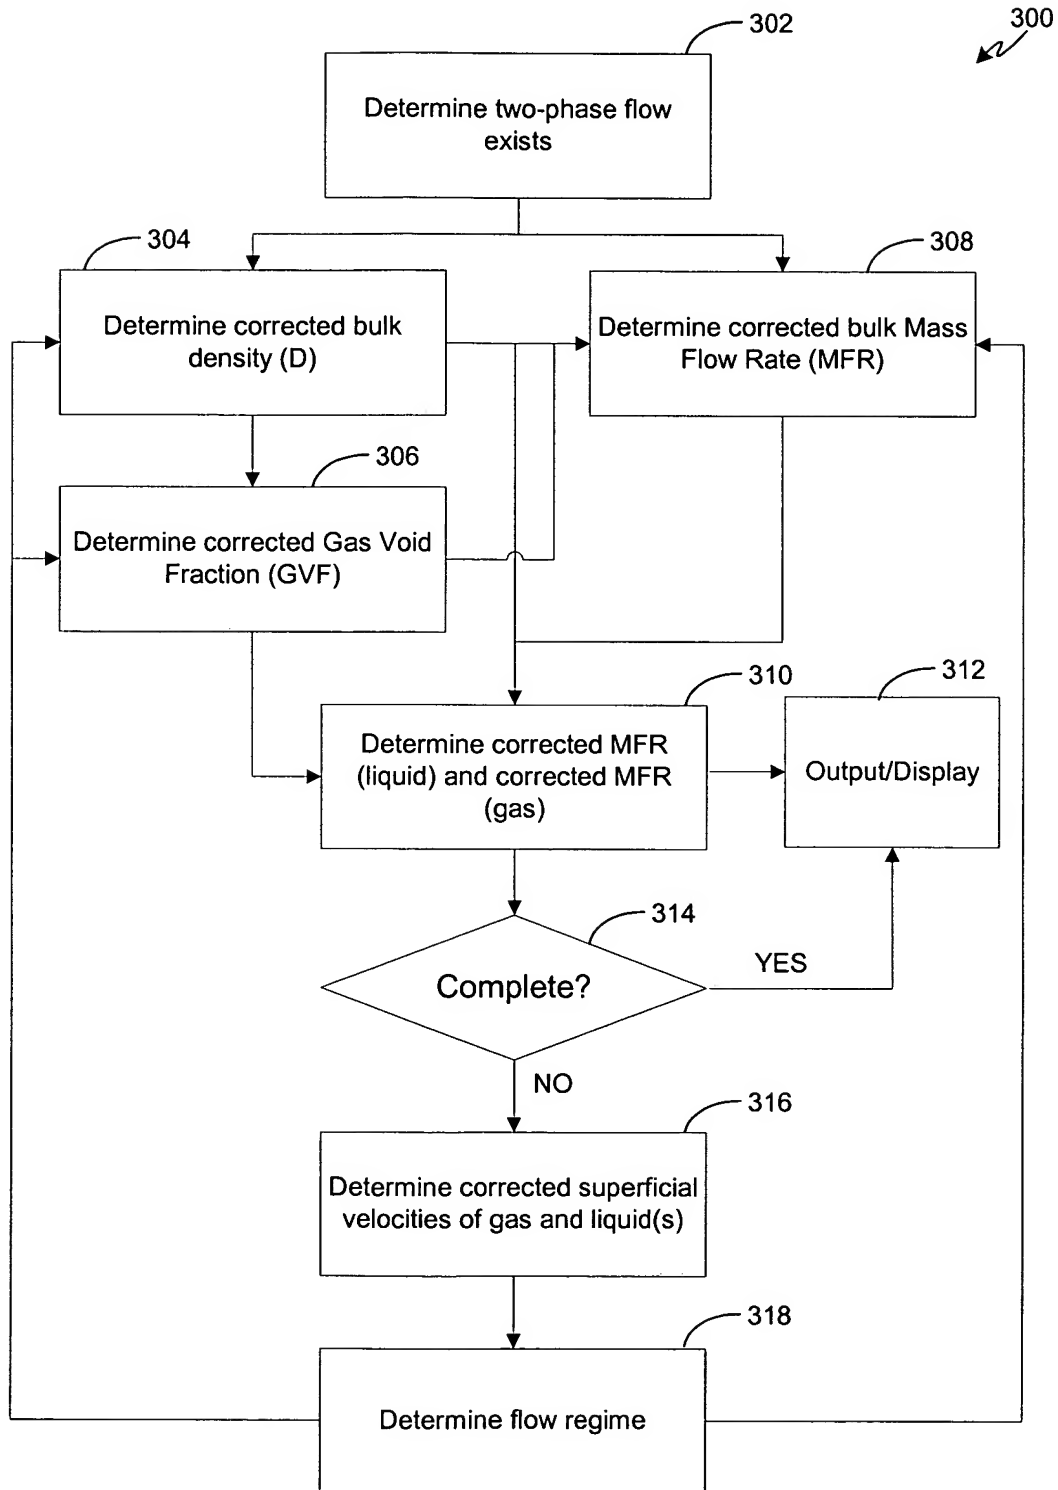 300
302
Determine two-phase flow
exists
304
Determine corrected bulk
density (D)
308
Determine corrected bulk Mass
Flow Rate (MFR)
306
Determine corrected Gas Void
Fraction (GVF)
310
Determine corrected MFR
(liquid) and corrected MFR
(gas)
312
Output/Display
314
Complete?
YES
NO
316
Determine corrected superficial
velocities of gas and liquid(s)
318
Determine flow regime